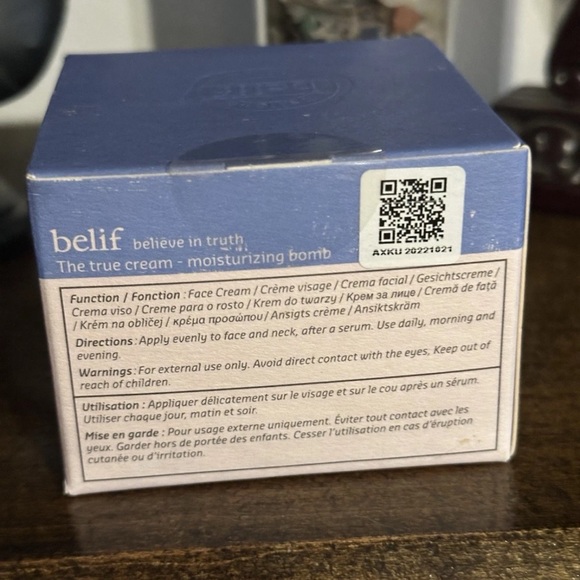 belif believe in truth
The true cream - moisturizing bomb
AXKU 20221021
Function / Fonction : Face Cream / Crème visage / Crema facial / Gesichtscreme /
Crema viso / Creme para o rosto / Krem do twarzy / Крем за лице / Cremă de față
/ Krém na obličej / κρέμα προσώπου / Ansigts crème / Ansiktskräm
Directions : Apply evenly to face and neck, after a serum. Use daily, morning and
evening.
Warnings : For external use only. Avoid direct contact with the eyes, Keep out of
reach of children.
Utilisation : Appliquer délicatement sur le visage et sur le cou après un sérum.
Utiliser chaque jour, matin et soir.
Mise en garde : Pour usage externe uniquement. Éviter tout contact avec les
yeux. Garder hors de portée des enfants. Cesser l'utilisation en cas d'éruption
cutanée ou d'irritation.